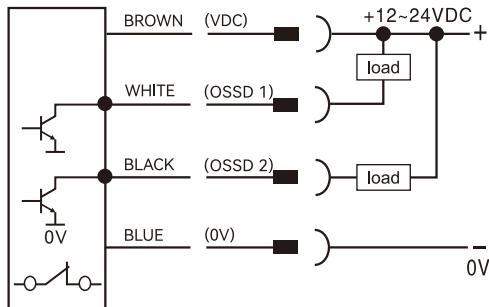 BROWN (VDC) +12~24VDC +
load
WHITE (OSSD 1)
BLACK (OSSD 2) load
0V
BLUE (0V) −
0V